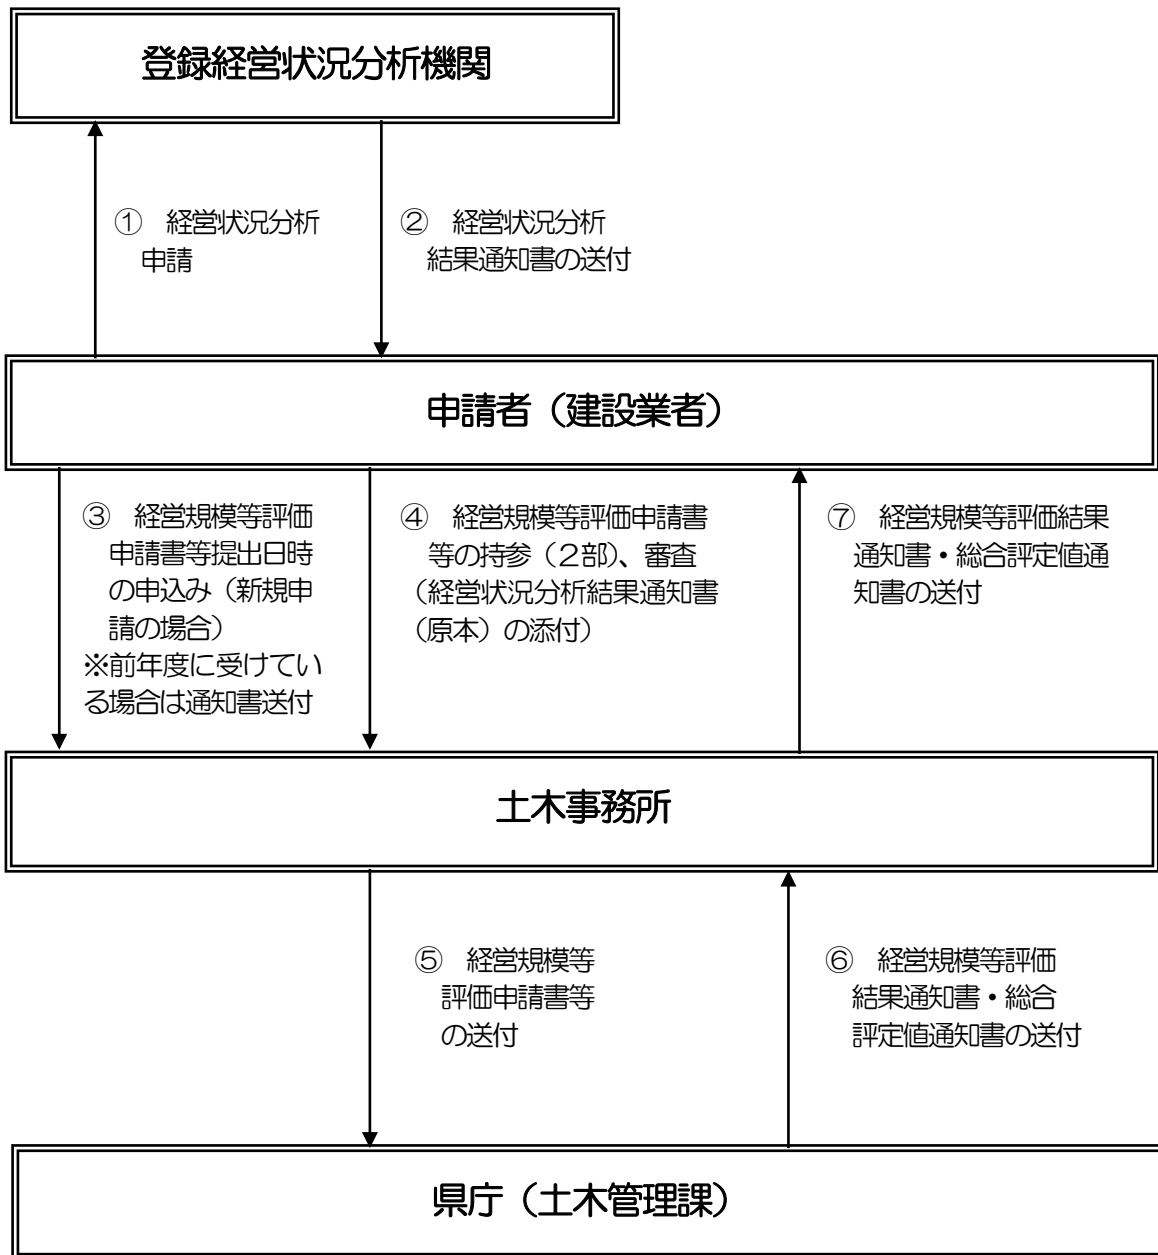 登録経営状況分析機関
①　経営状況分析
申請
②　経営状況分析
結果通知書の送付
申請者（建設業者）
③　経営規模等評価
申請書等提出日時
の申込み（新規申
請の場合）
※前年度に受けてい
る場合は通知書送付
④　経営規模等評価申請書
等の持参（２部）、審査
（経営状況分析結果通知書
（原本）の添付）
⑦　経営規模等評価結果
通知書・総合評定値通
知書の送付
土木事務所
⑤　経営規模等
評価申請書等
の送付
⑥　経営規模等評価
結果通知書・総合
評定値通知書の送付
県庁（土木管理課）